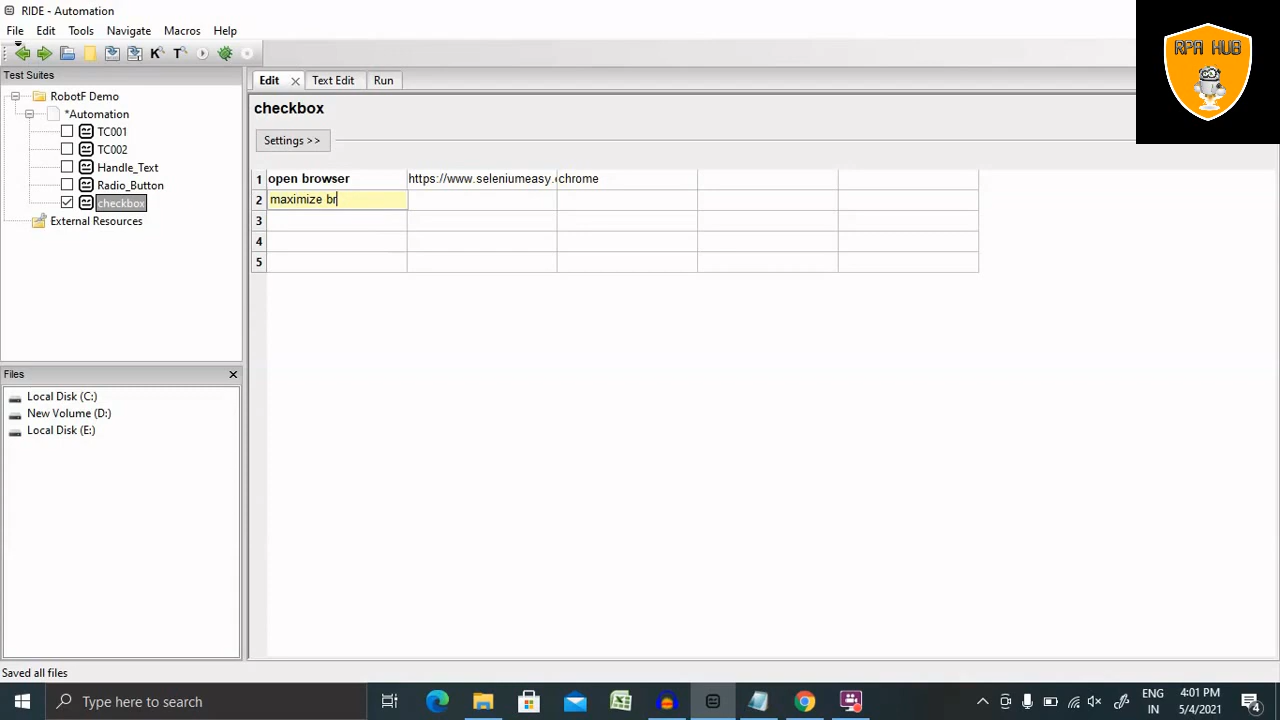 RIDE - Automation
File Edit Tools Navigate Macros Help
K T
Test Suites
RobotF Demo
*Automation
TC001
TC002
Handle_Text
Radio_Button
checkbox
External Resources
Files
Local Disk (C:)
New Volume (D:)
Local Disk (E:)
Saved all files
Edit Text Edit Run
checkbox
Settings >>
1 open browser https://www.seleniumeasy. chrome
2 maximize br
3
4
5
RPA HUB
Type here to search
ENG
IN
4:01 PM
5/4/2021
4